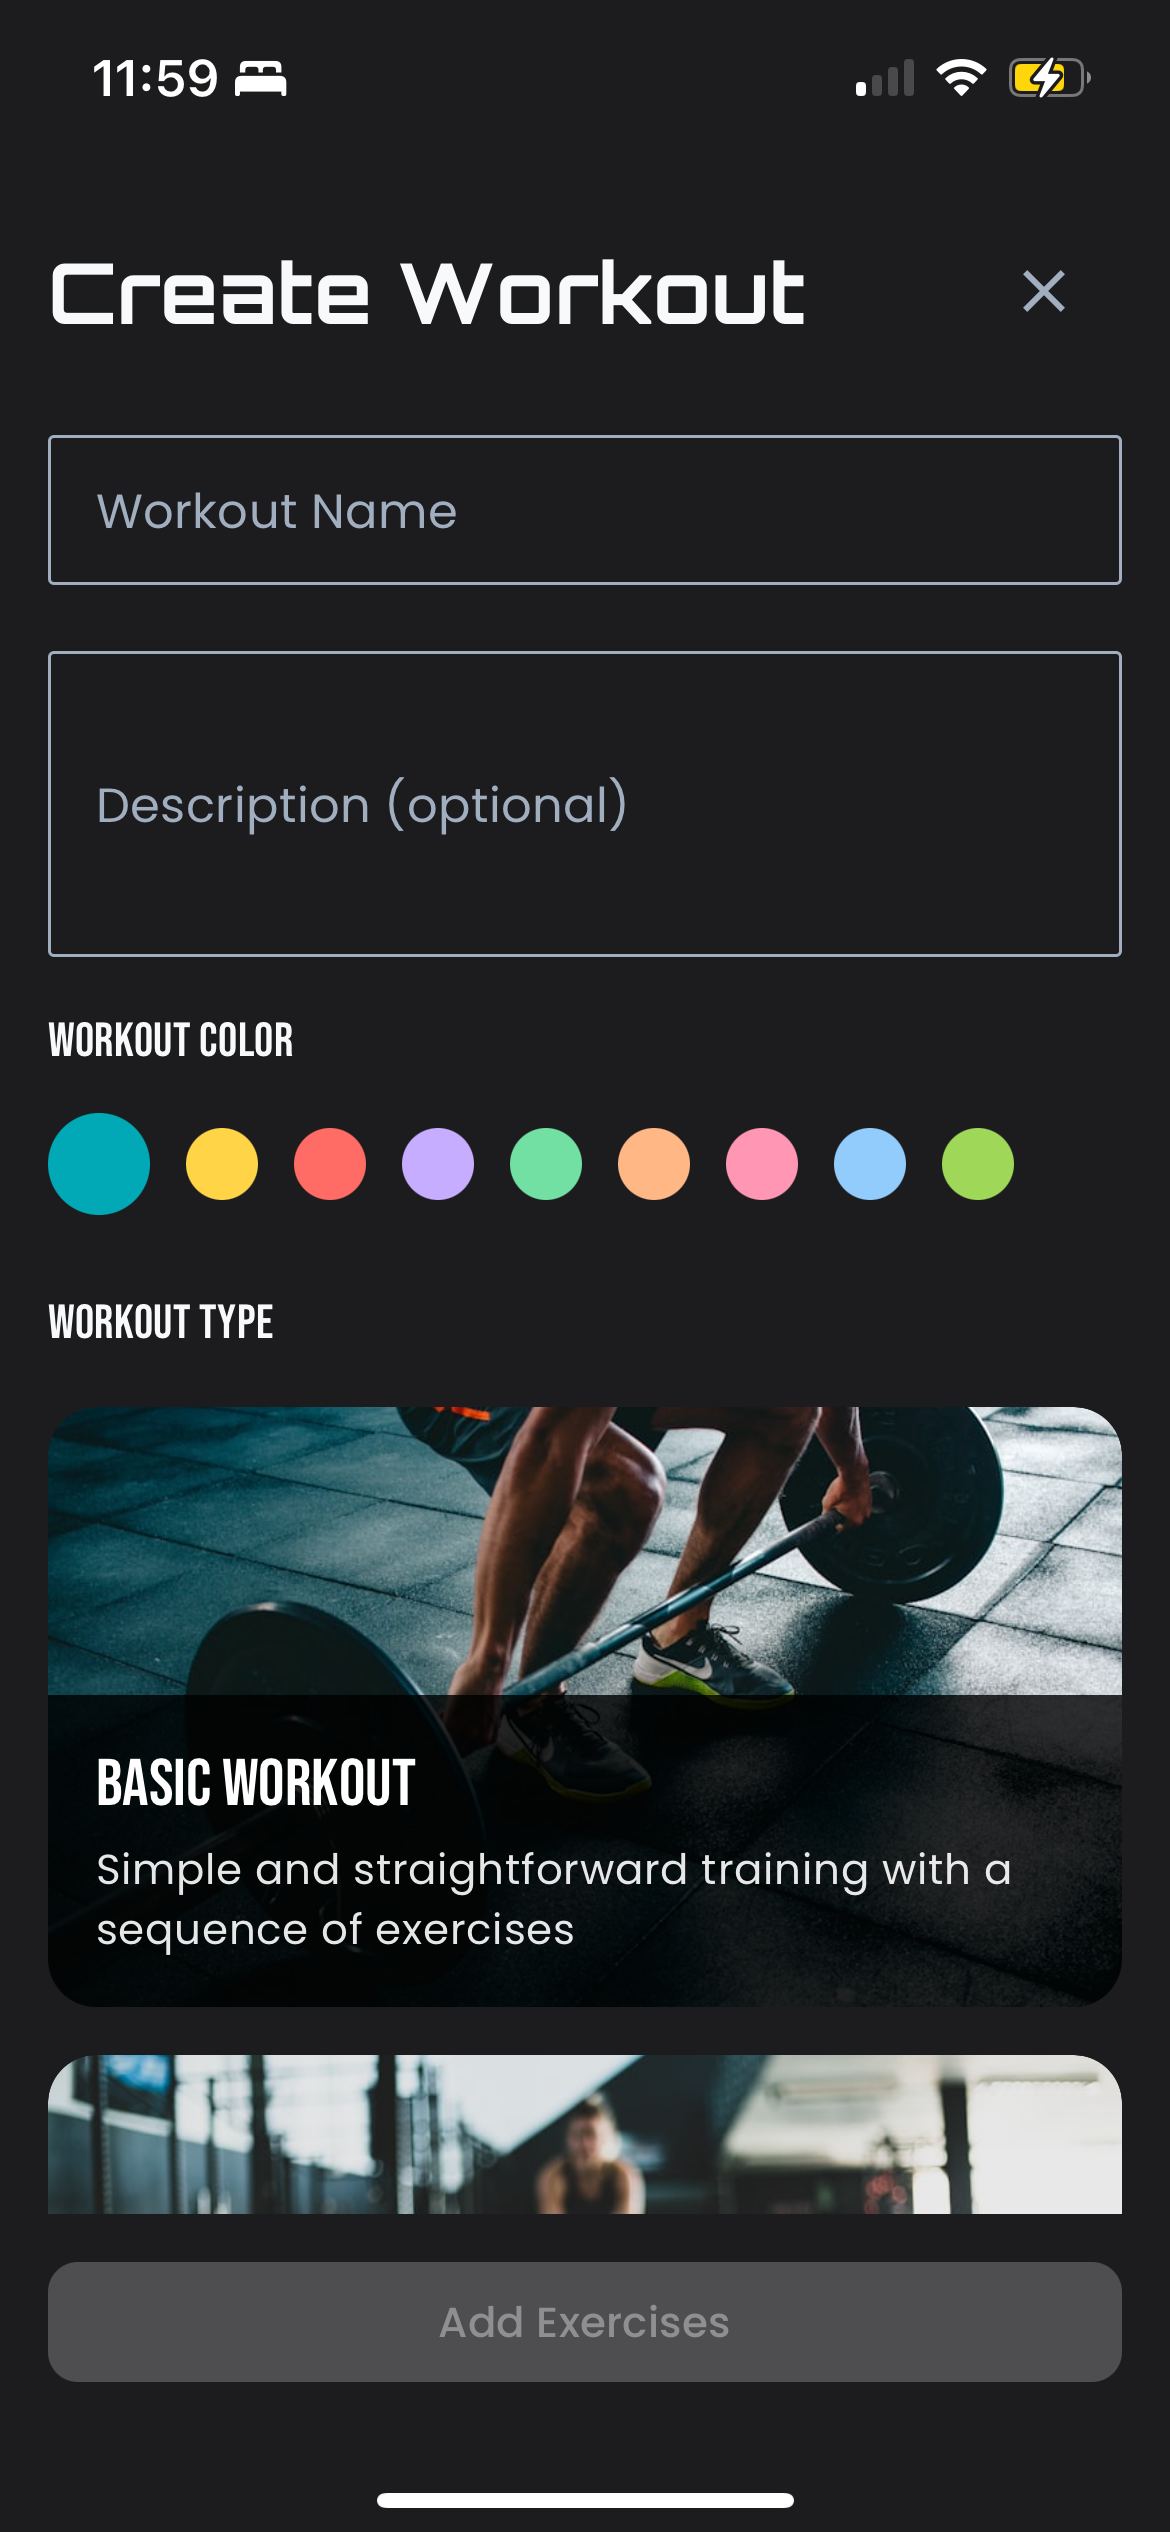 11:59
Create Workout
Workout Name
Description (optional)
WORKOUT COLOR
WORKOUT TYPE
BASIC WORKOUT
Simple and straightforward training with a
sequence of exercises
Add Exercises